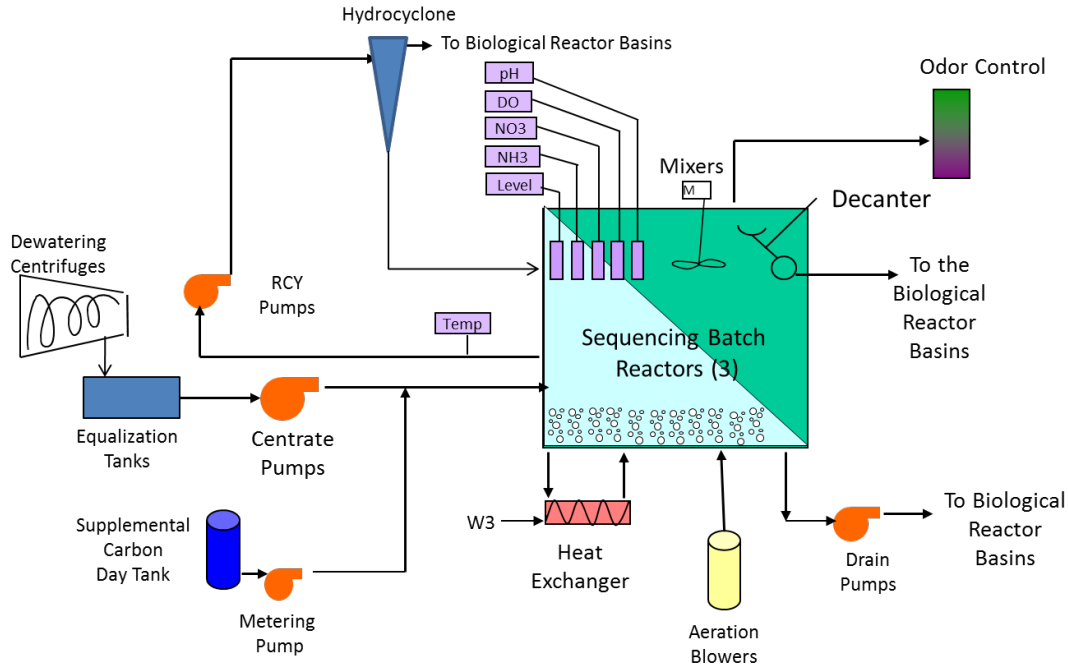 Hydrocyclone
To Biological Reactor Basins
pH
DO
NO3
NH3
Level
Mixers
M
Odor Control
Decanter
Dewatering
Centrifuges
RCY
Pumps
Temp
To the
Biological
Reactor
Basins
Sequencing Batch
Reactors (3)
Equalization
Tanks
Centrate
Pumps
Supplemental
Carbon
Day Tank
Metering
Pump
W3
Heat
Exchanger
Aeration
Blowers
Drain
Pumps
To Biological
Reactor
Basins